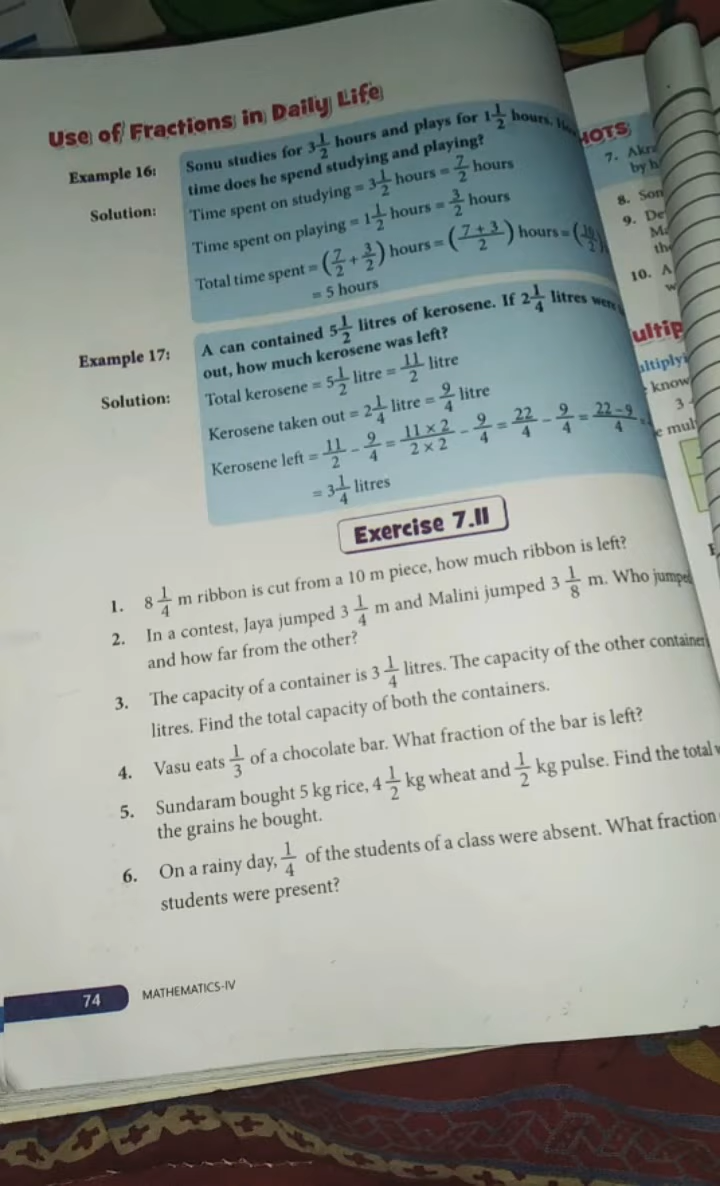 Use of Fractions in Daily Life
Example 16: Sonu studies for 3 1/2 hours and plays for 1 1/2 hours.
time does he spend studying and playing?
Solution: Time spent on studying = 3 1/2 hours = 7/2 hours
Time spent on playing = 1 1/2 hours = 3/2 hours
Total time spent = (7/2 + 3/2) hours = (7 + 3/2) hours = (10/2)
= 5 hours
Example 17: A can contained 5 1/2 litres of kerosene. If 2 1/4 litres were
out, how much kerosene was left?
Solution: Total kerosene = 5 1/2 litre = 11/2 litre
Kerosene taken out = 2 1/4 litre = 9/4 litre
Kerosene left = 11/2 - 9/4 = 11 × 2/2 × 2 - 9/4 = 22/4 - 9/4 = 22 - 9/4 =
= 3 1/4 litres
Exercise 7.11
1. 8 1/4 m ribbon is cut from a 10 m piece, how much ribbon is left?
2. In a contest, Jaya jumped 3 1/4 m and Malini jumped 3 1/8 m. Who jumped
and how far from the other?
3. The capacity of a container is 3 1/4 litres. The capacity of the other container
litres. Find the total capacity of both the containers.
4. Vasu eats 1/3 of a chocolate bar. What fraction of the bar is left?
5. Sundaram bought 5 kg rice, 4 1/2 kg wheat and 1/2 kg pulse. Find the total
the grains he bought.
6. On a rainy day, 1/4 of the students of a class were absent. What fraction
students were present?
74 MATHEMATICS-IV
HOTS
7.
by
8. Son
9. De
10. A
know
3